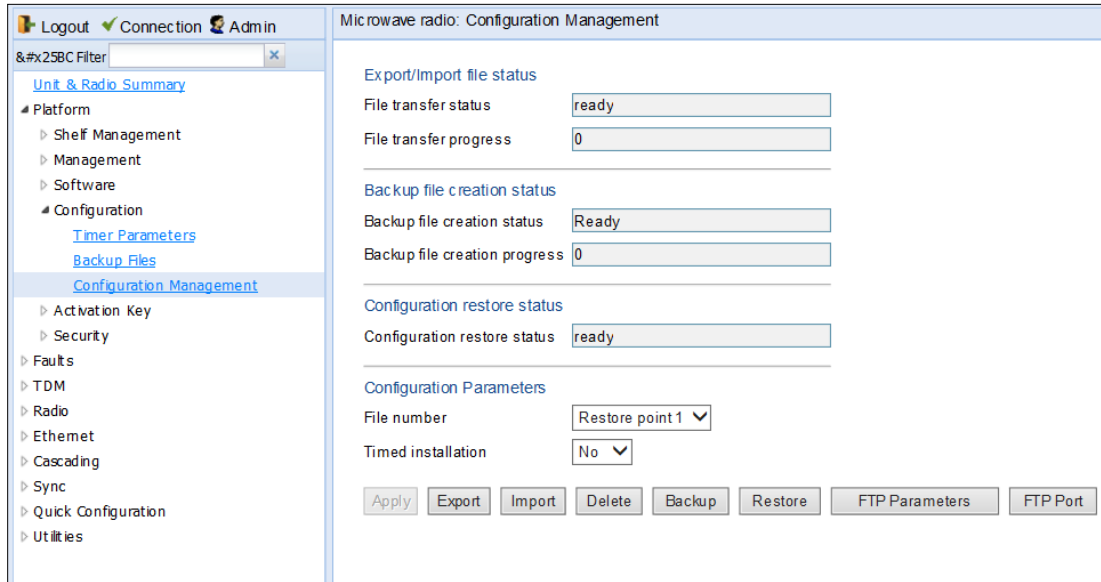 Logout Connection Admin
&#x25BC Filter
Unit & Radio Summary
Platform
Shelf Management
Management
Software
Configuration
Timer Parameters
Backup Files
Configuration Management
Activation Key
Security
Faults
TDM
Radio
Ethernet
Cascading
Sync
Quick Configuration
Utilities
Microwave radio: Configuration Management
Export/Import file status
File transfer status ready
File transfer progress 0
Backup file creation status
Backup file creation status Ready
Backup file creation progress 0
Configuration restore status
Configuration restore status ready
Configuration Parameters
File number Restore point 1
Timed installation No
Apply Export Import Delete Backup Restore FTP Parameters FTP Port